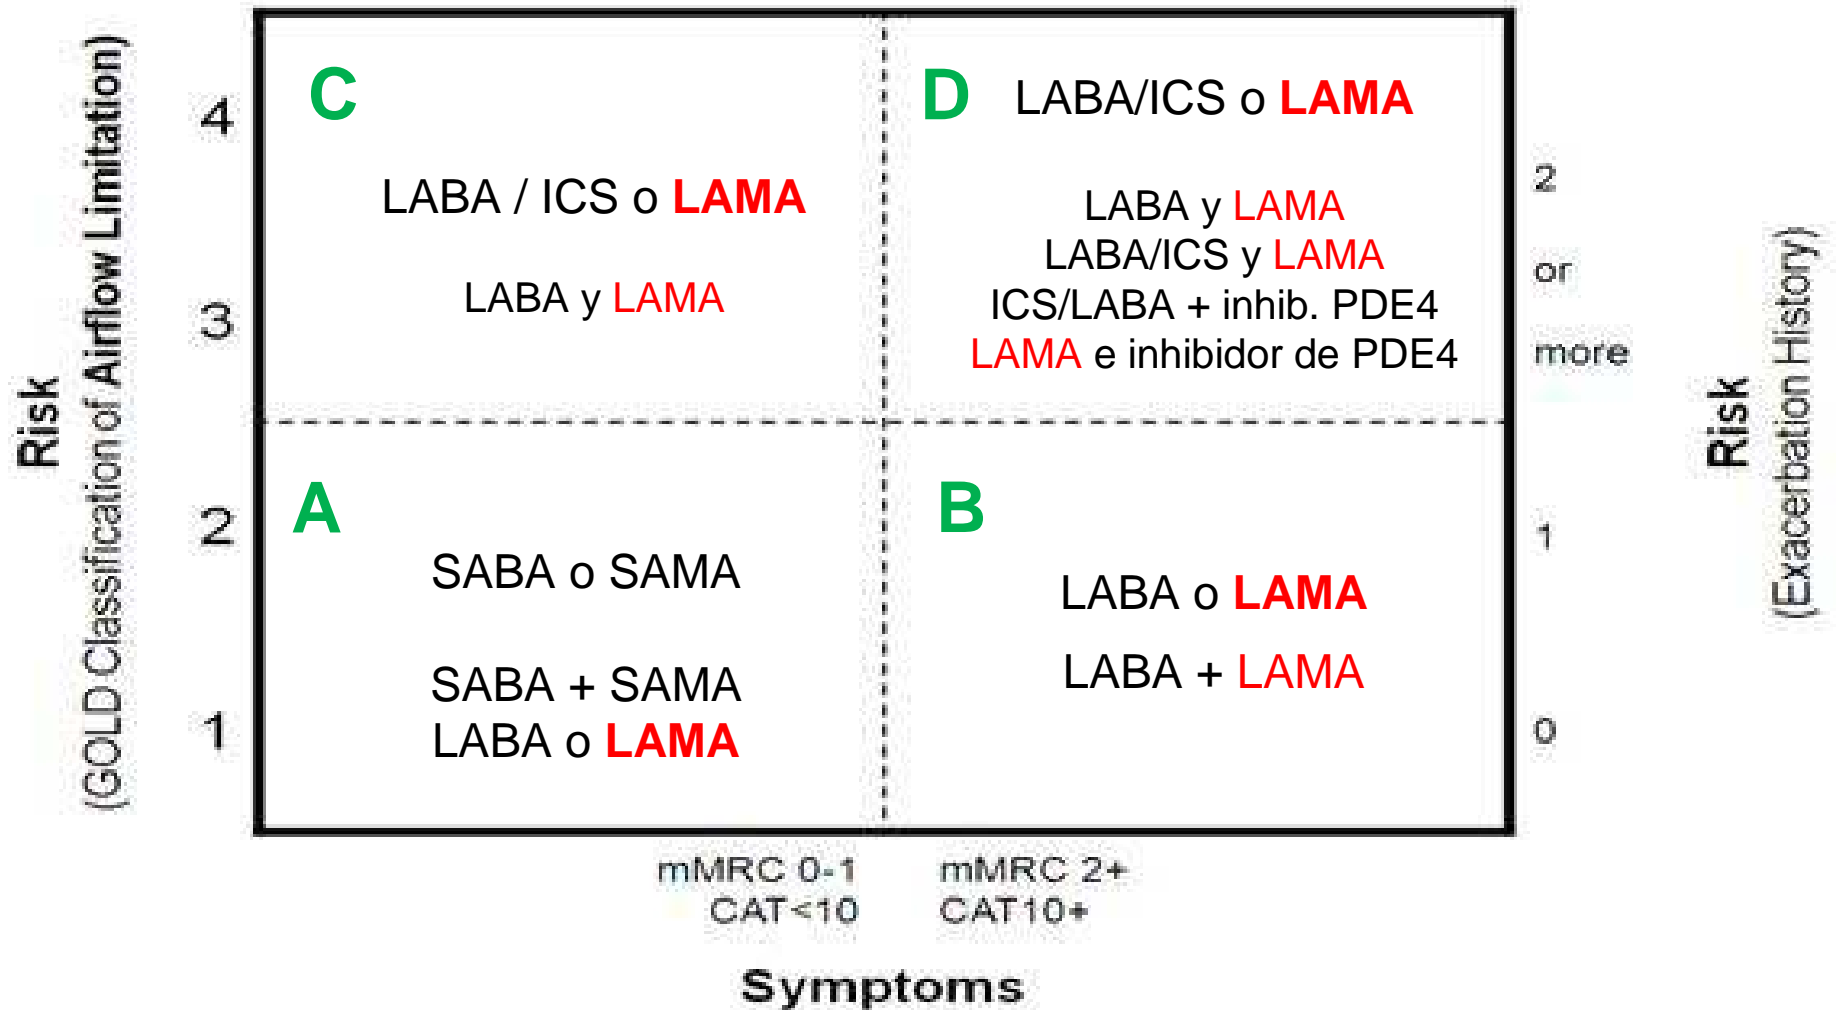 Risk
(GOLD Classification of Airflow Limitation)
4
3
2
1
C
LABA / ICS o LAMA
LABA y LAMA
D
LABA/ICS o LAMA
LABA y LAMA
LABA/ICS y LAMA
ICS/LABA + inhib. PDE4
LAMA e inhibidor de PDE4
A
SABA o SAMA
SABA + SAMA
LABA o LAMA
B
LABA o LAMA
LABA + LAMA
2
or
more
1
0
Risk
(Exacerbation History)
mMRC 0-1
CAT<10
mMRC 2+
CAT10+
Symptoms